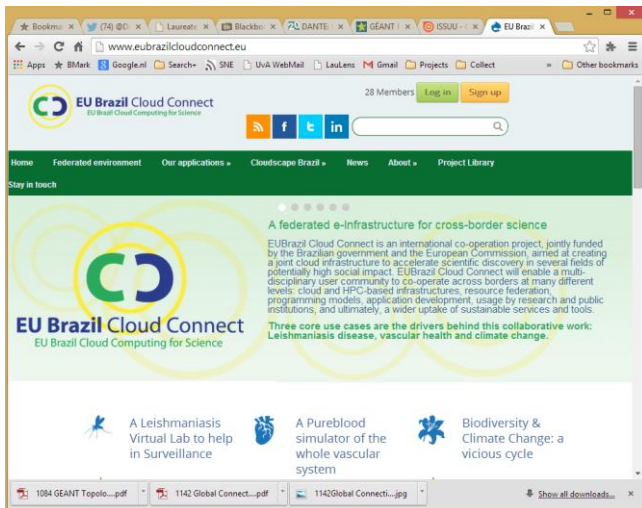 Bookma
(74) @D
Laureate
Blackbo
DANTE
GÉANT
ISSUU -
EU Brazi
www.eubrazilcloudconnect.eu
Apps BMark Google.nl Search+ SNE UvA WebMail LauLens Gmail Projects Collect » Other bookmarks
EU Brazil Cloud Connect
EU Brazil Cloud Computing for Science
28 Members Log in Sign up
Home Federated environment Our applications » Cloudscape Brazil » News About » Project Library
Stay in touch
A federated e-Infrastructure for cross-border science
EUBrazil Cloud Connect is an international co-operation project, jointly funded
by the Brazilian government and the European Commission, aimed at creating
a joint cloud infrastructure to accelerate scientific discovery in several fields of
potentially high social impact. EUBrazil Cloud Connect will enable a multi-
disciplinary user community to co-operate across borders at many different
levels: cloud and HPC-based infrastructures, resource federation,
programming models, application development, usage by research and public
institutions, and ultimately, a wider uptake of sustainable services and tools.
Three core use cases are the drivers behind this collaborative work:
Leishmaniasis disease, vascular health and climate change.
EU Brazil Cloud Connect
EU Brazil Cloud Computing for Science
A Leishmaniasis
Virtual Lab to help
in Surveillance
A Pureblood
simulator of the
whole vascular
system
Biodiversity &
Climate Change: a
vicious cycle
1084 GEANT Topolo....pdf 1142 Global Connect....pdf 1142Global Connecti....jpg Show all downloads...